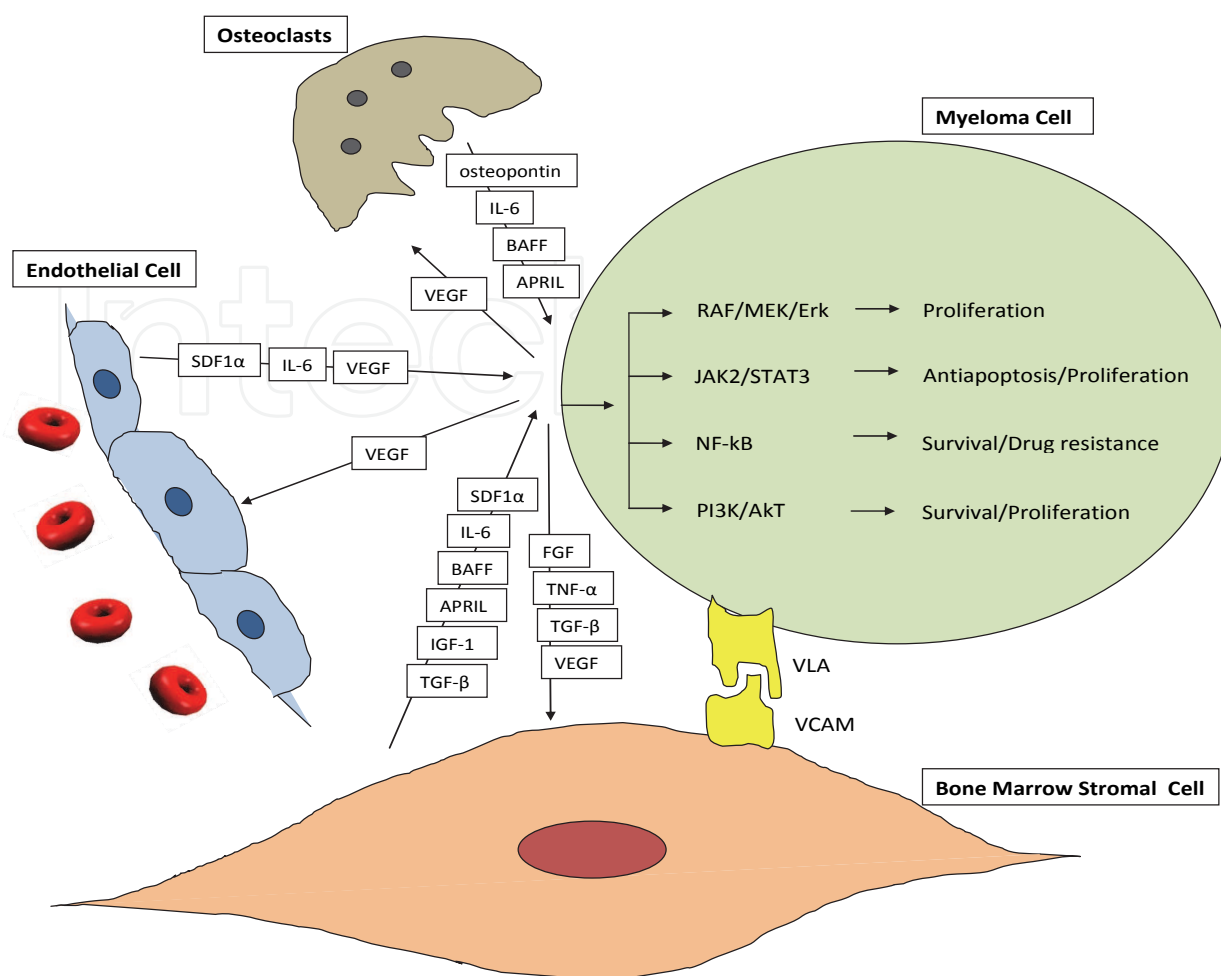 Osteoclasts
Myeloma Cell
osteopontin
IL-6
BAFF
APRIL
Endothelial Cell
VEGF
SDF1α
IL-6
VEGF
VEGF
RAF/MEK/Erk
Proliferation
JAK2/STAT3
Antiapoptosis/Proliferation
NF-kB
Survival/Drug resistance
PI3K/AkT
Survival/Proliferation
SDF1α
IL-6
BAFF
APRIL
IGF-1
TGF-β
FGF
TNF-α
TGF-β
VEGF
VLA
VCAM
Bone Marrow Stromal Cell